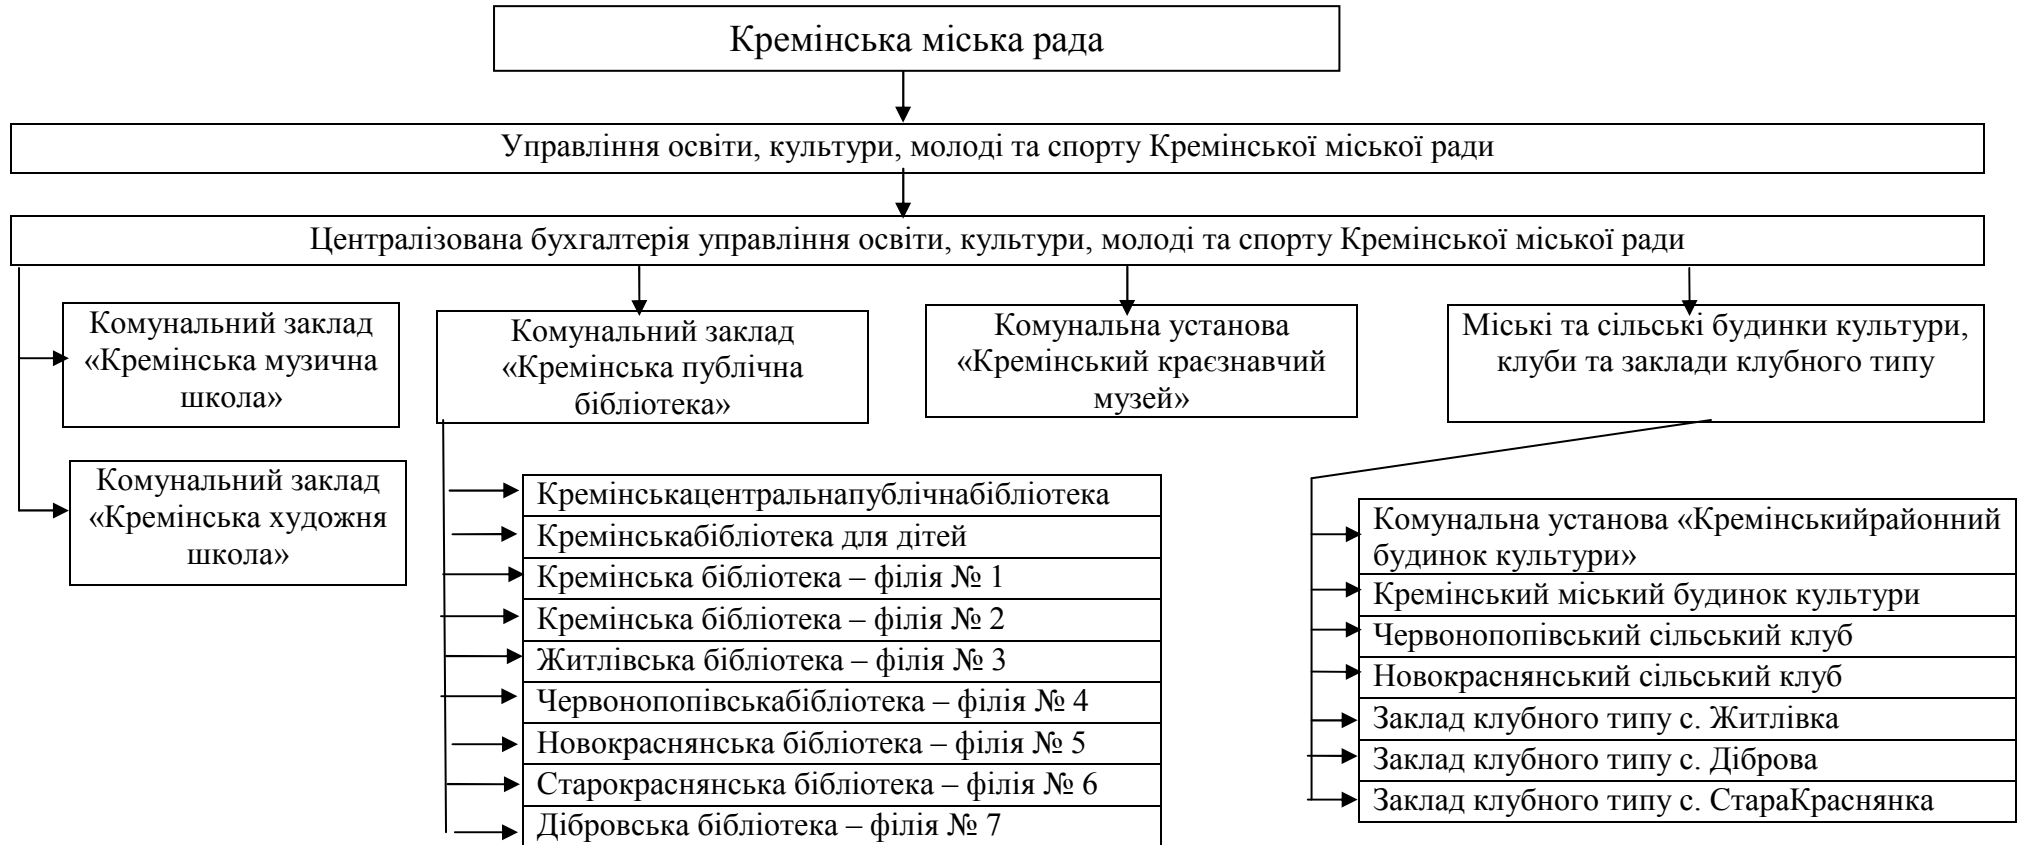 Кремінська міська рада
Управління освіти, культури, молоді та спорту Кремінської міської ради
Централізована бухгалтерія управління освіти, культури, молоді та спорту Кремінської міської ради
Комунальний заклад
«Кремінська музична
школа»
Комунальний заклад
«Кремінська художня
школа»
Комунальний заклад
«Кремінська публічна
бібліотека»
Кремінськацентральнапублічнабібліотека
Кремінськабібліотека для дітей
Кремінська бібліотека – філія № 1
Кремінська бібліотека – філія № 2
Житлівська бібліотека – філія № 3
Червонопопівськабібліотека – філія № 4
Новокраснянська бібліотека – філія № 5
Старокраснянська бібліотека – філія № 6
Дібровська бібліотека – філія № 7
Комунальна установа
«Кремінський краєзнавчий
музей»
Міські та сільські будинки культури,
клуби та заклади клубного типу
Комунальна установа «Кремінськийрайонний
будинок культури»
Кремінський міський будинок культури
Червонопопівський сільський клуб
Новокраснянський сільський клуб
Заклад клубного типу с. Житлівка
Заклад клубного типу с. Діброва
Заклад клубного типу с. СтараКраснянка